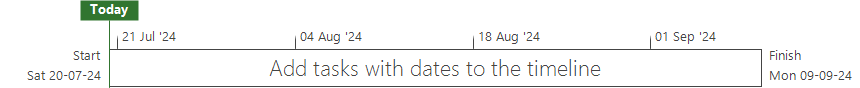 Today
21 Jul '24
04 Aug '24
18 Aug '24
01 Sep '24
Start
Sat 20-07-24
Add tasks with dates to the timeline
Finish
Mon 09-09-24